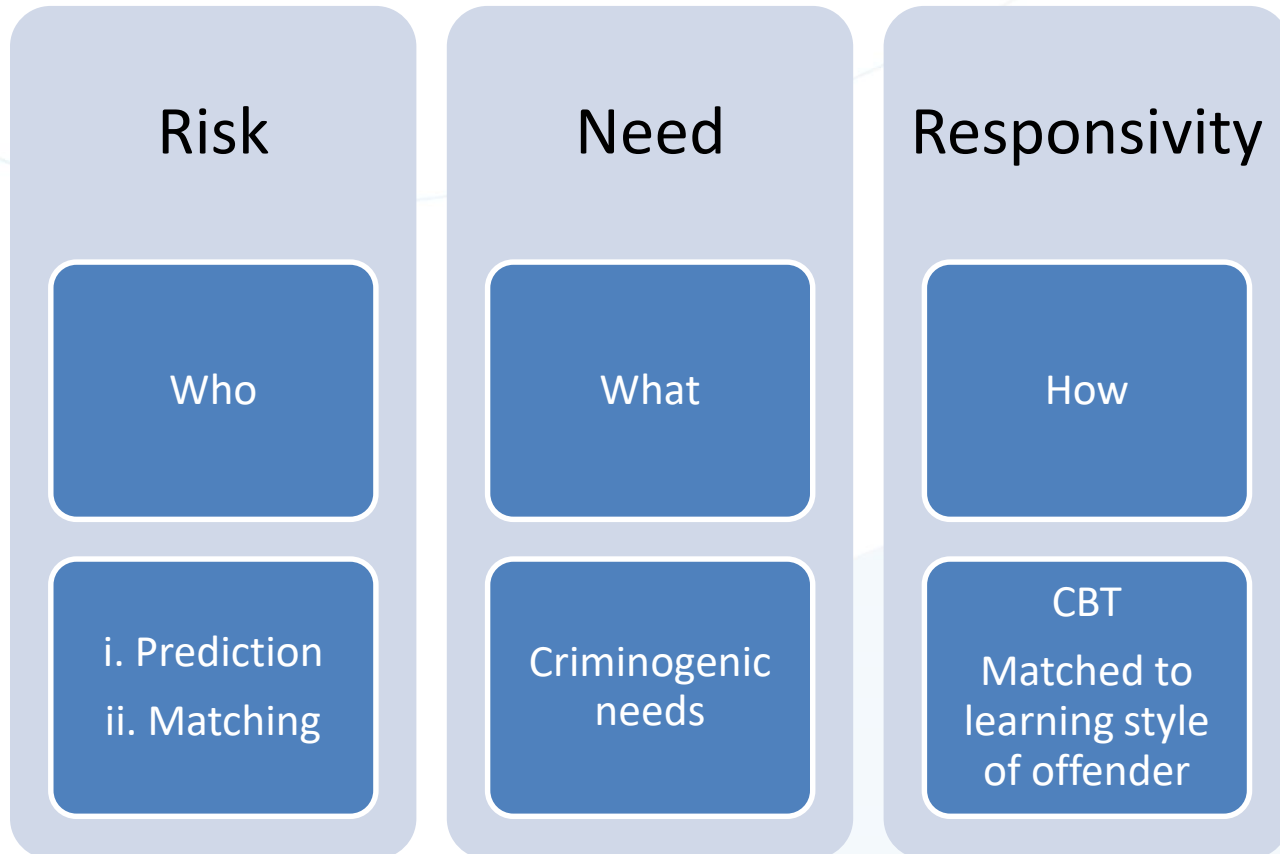 Risk
Who
i. Prediction
ii. Matching
Need
What
Criminogenic
needs
Responsivity
How
CBT
Matched to
learning style
of offender